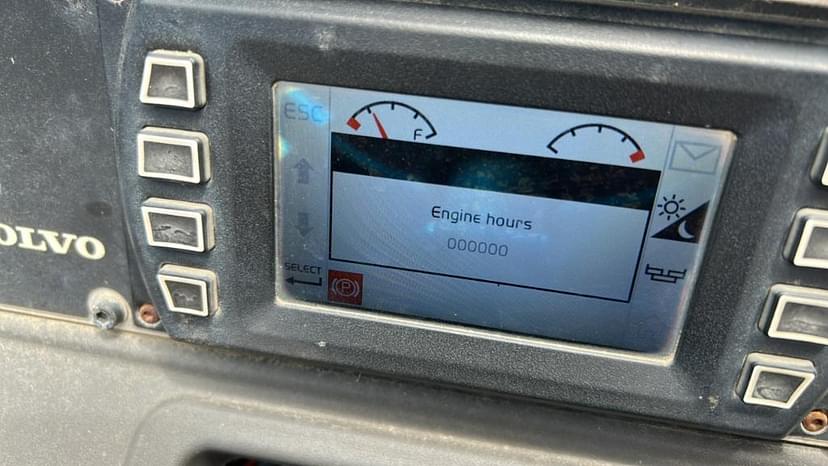 ESC
F
Engine hours
000000
OLVO
SELECT
P